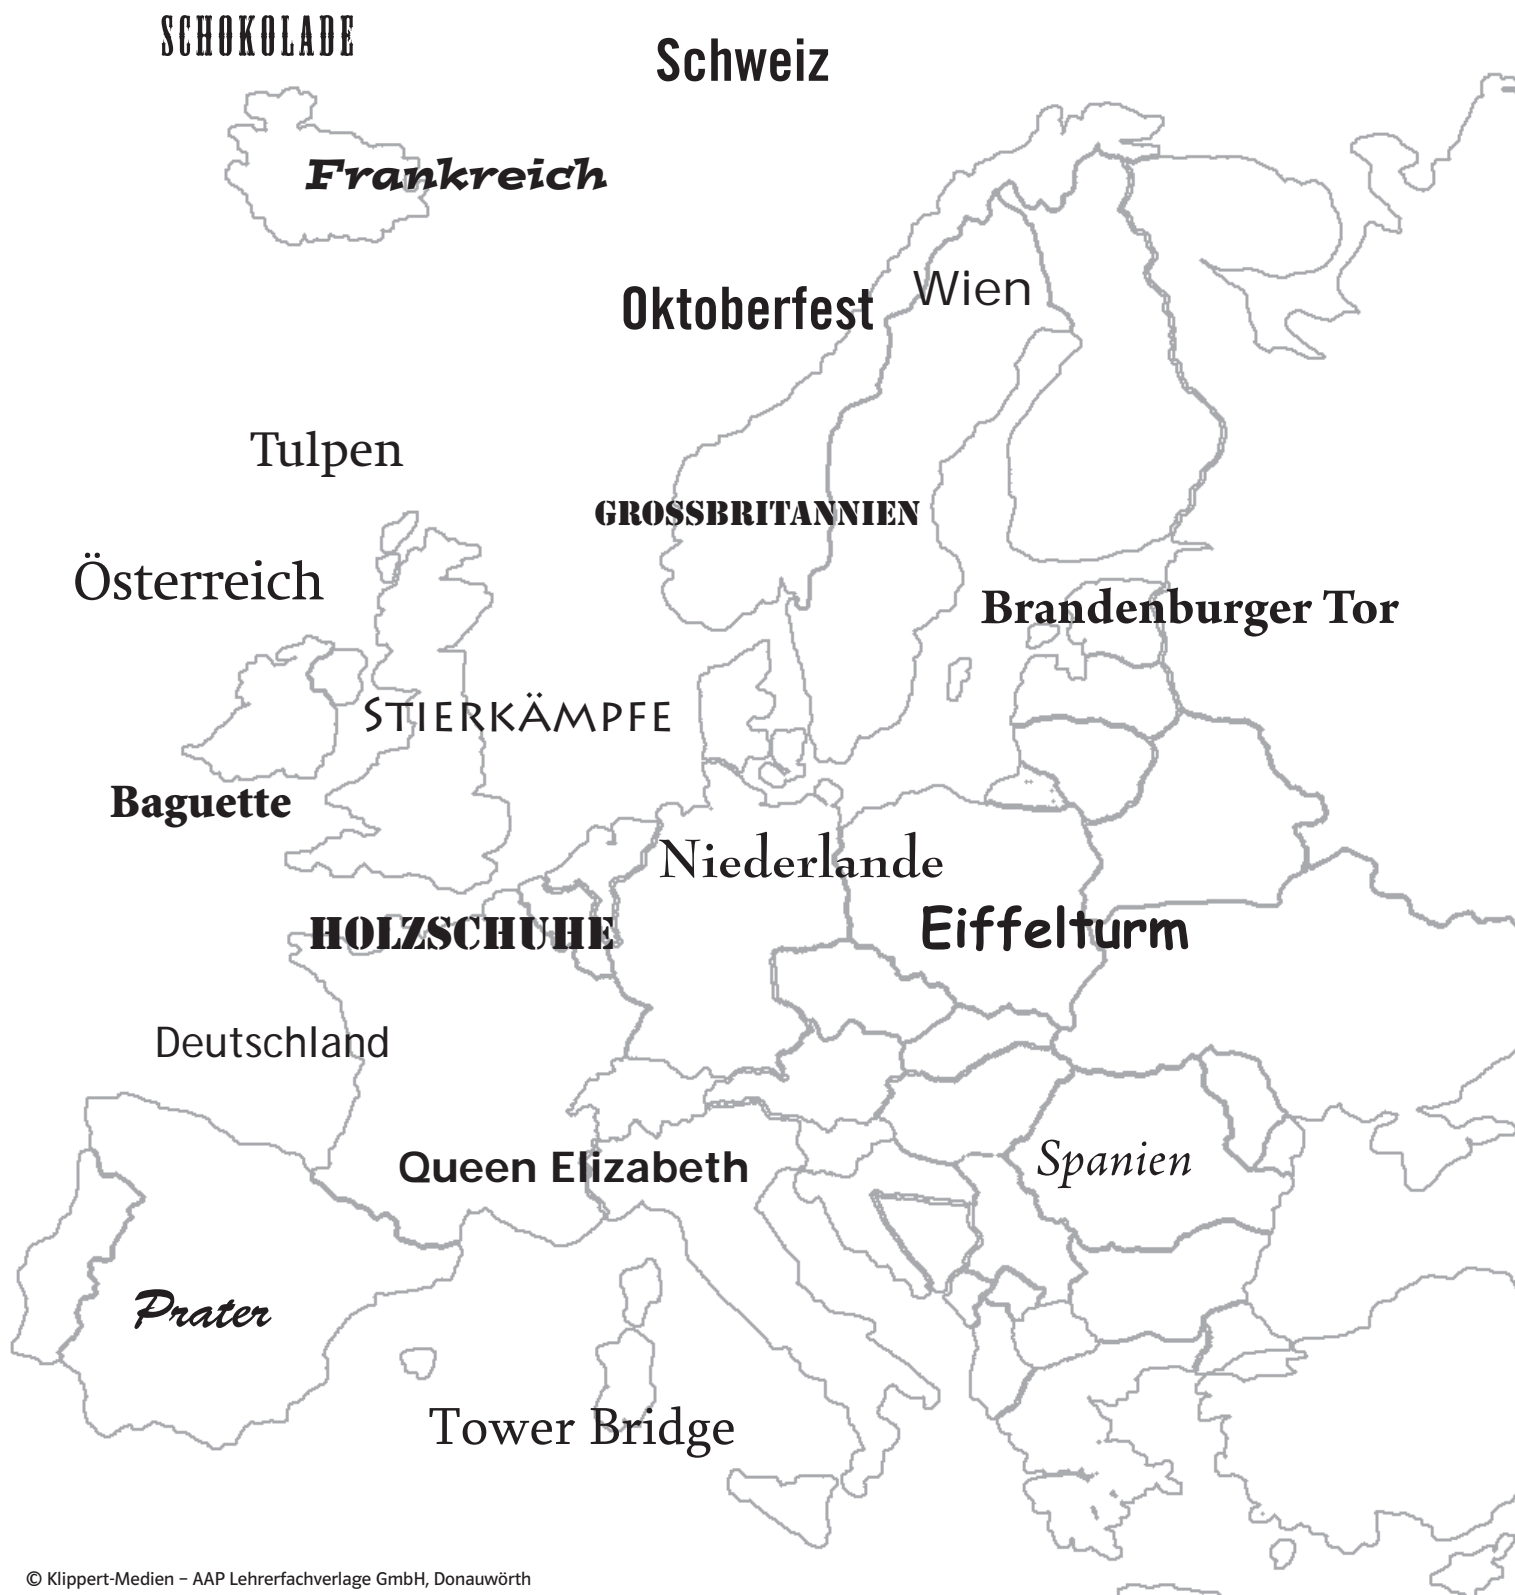 SCHOKOLADE
Schweiz
Frankreich
Wien
Oktoberfest
Tulpen
GROSSBRITANNIEN
Österreich
Brandenburger Tor
STIERKÄMPFE
Baguette
Niederlande
Eiffelturm
HOLZSCHUHE
Deutschland
Spanien
Queen Elizabeth
Prater
Tower Bridge
© Klippert-Medien – AAP Lehrerfachverlage GmbH, Donauwörth